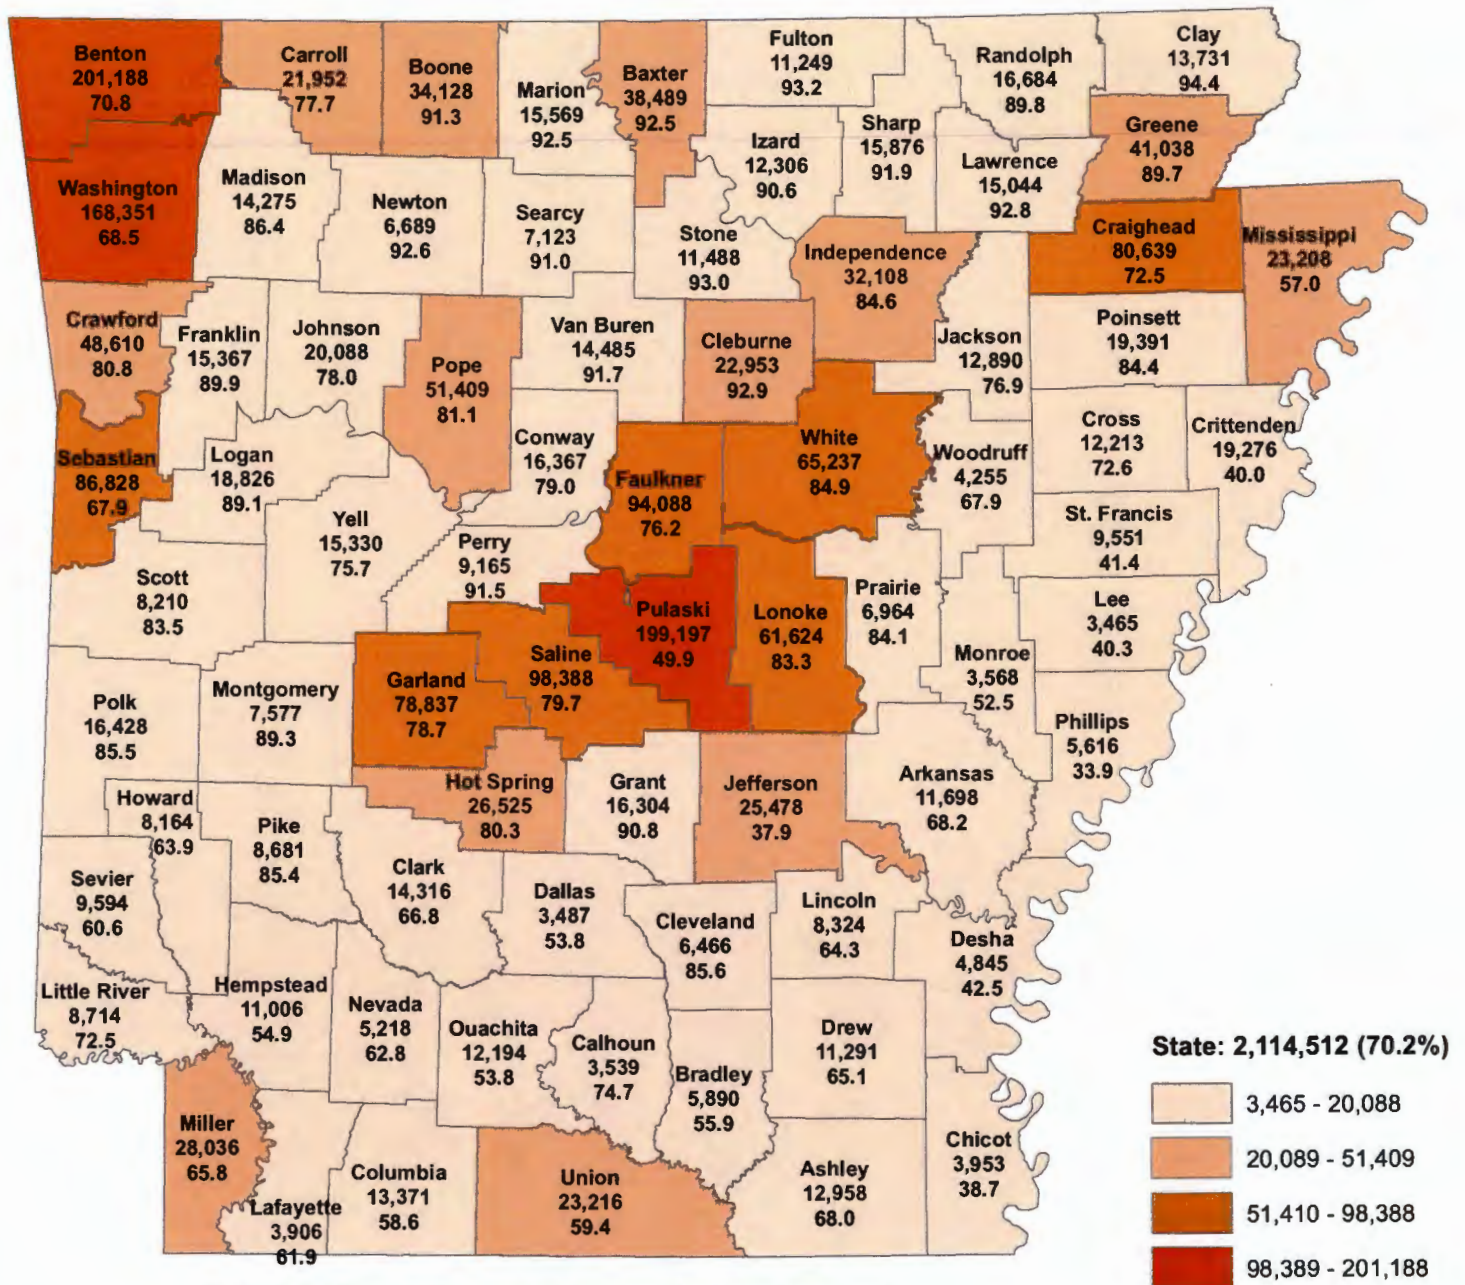 Benton
201,188
70.8
Carroll
21,952
77.7
Boone
34,128
91.3
Marion
15,569
92.5
Baxter
38,489
92.5
Fulton
11,249
93.2
Randolph
16,684
89.8
Clay
13,731
94.4
Izard
12,306
90.6
Sharp
15,876
91.9
Lawrence
15,044
92.8
Greene
41,038
89.7
Washington
168,351
68.5
Madison
14,275
86.4
Newton
6,689
92.6
Searcy
7,123
91.0
Stone
11,488
93.0
Independence
32,108
84.6
Craighead
80,639
72.5
Mississippi
23,208
57.0
Crawford
48,610
80.8
Franklin
15,367
89.9
Johnson
20,088
78.0
Pope
51,409
81.1
Van Buren
14,485
91.7
Cleburne
22,953
92.9
Jackson
12,890
76.9
Poinsett
19,391
84.4
Sebastian
86,828
67.9
Logan
18,826
89.1
Conway
16,367
79.0
Faulkner
94,088
76.2
White
65,237
84.9
Woodruff
4,255
67.9
Cross
12,213
72.6
Crittenden
19,276
40.0
Yell
15,330
75.7
Perry
9,165
91.5
St. Francis
9,551
41.4
Scott
8,210
83.5
Pulaski
199,197
49.9
Lonoke
61,624
83.3
Prairie
6,964
84.1
Lee
3,465
40.3
Polk
16,428
85.5
Montgomery
7,577
89.3
Garland
78,837
78.7
Saline
98,388
79.7
Monroe
3,568
52.5
Phillips
5,616
33.9
Howard
8,164
63.9
Pike
8,681
85.4
Hot Spring
26,525
80.3
Grant
16,304
90.8
Jefferson
25,478
37.9
Arkansas
11,698
68.2
Sevier
9,594
60.6
Clark
14,316
66.8
Dallas
3,487
53.8
Cleveland
6,466
85.6
Lincoln
8,324
64.3
Desha
4,845
42.5
Little River
8,714
72.5
Hempstead
11,006
54.9
Nevada
5,218
62.8
Ouachita
12,194
53.8
Calhoun
3,539
74.7
Bradley
5,890
55.9
Drew
11,291
65.1
Miller
28,036
65.8
Lafayette
3,906
61.9
Columbia
13,371
58.6
Union
23,216
59.4
Ashley
12,958
68.0
Chicot
3,953
38.7
State: 2,114,512 (70.2%)
3,465 - 20,088
20,089 - 51,409
51,410 - 98,388
98,389 - 201,188